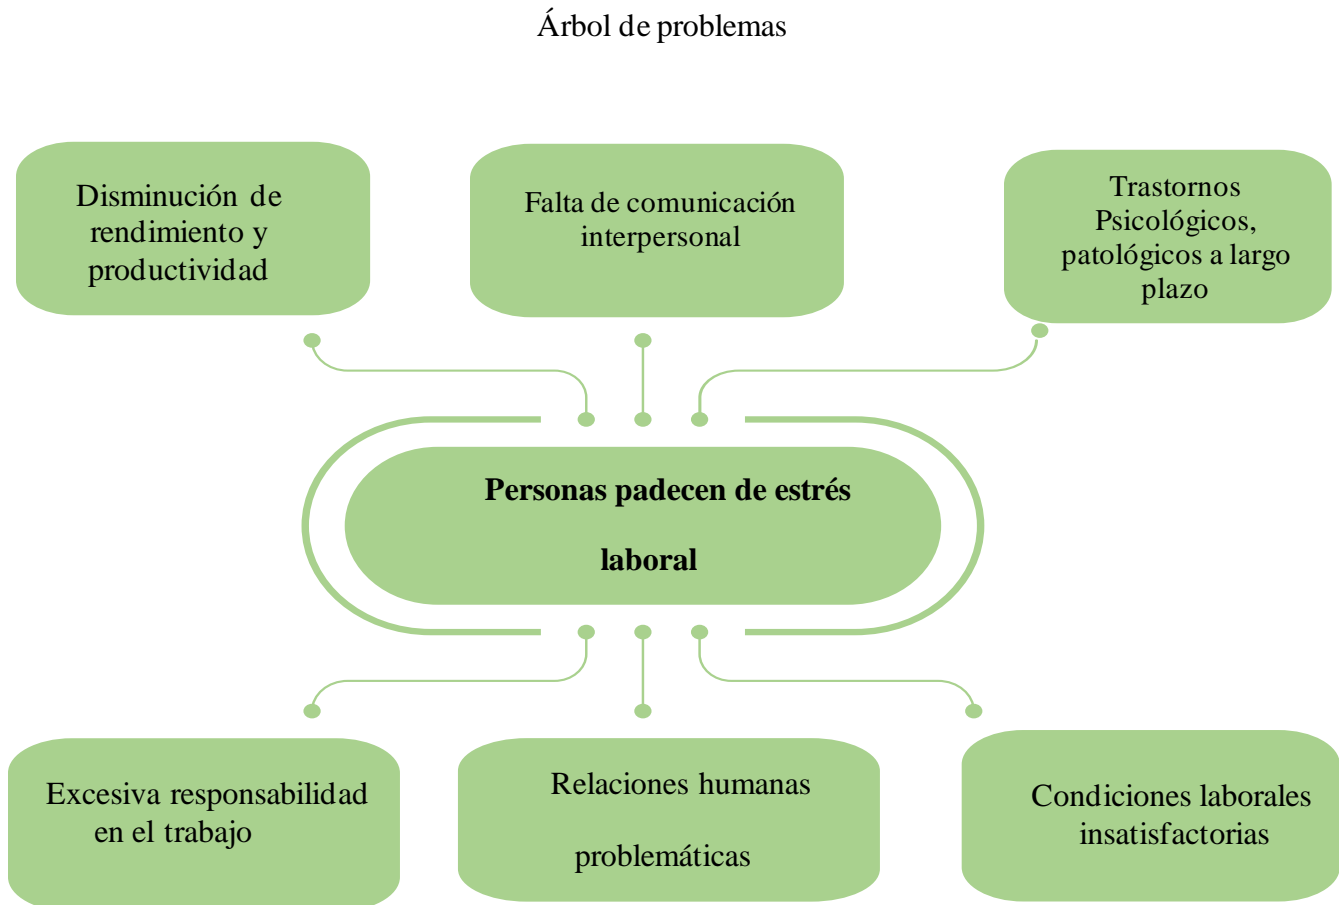 Árbol de problemas
Disminución de
rendimiento y
productividad
Falta de comunicación
interpersonal
Trastornos
Psicológicos,
patológicos a largo
plazo
Personas padecen de estrés
laboral
Excesiva responsabilidad
en el trabajo
Relaciones humanas
problemáticas
Condiciones laborales
insatisfactorias